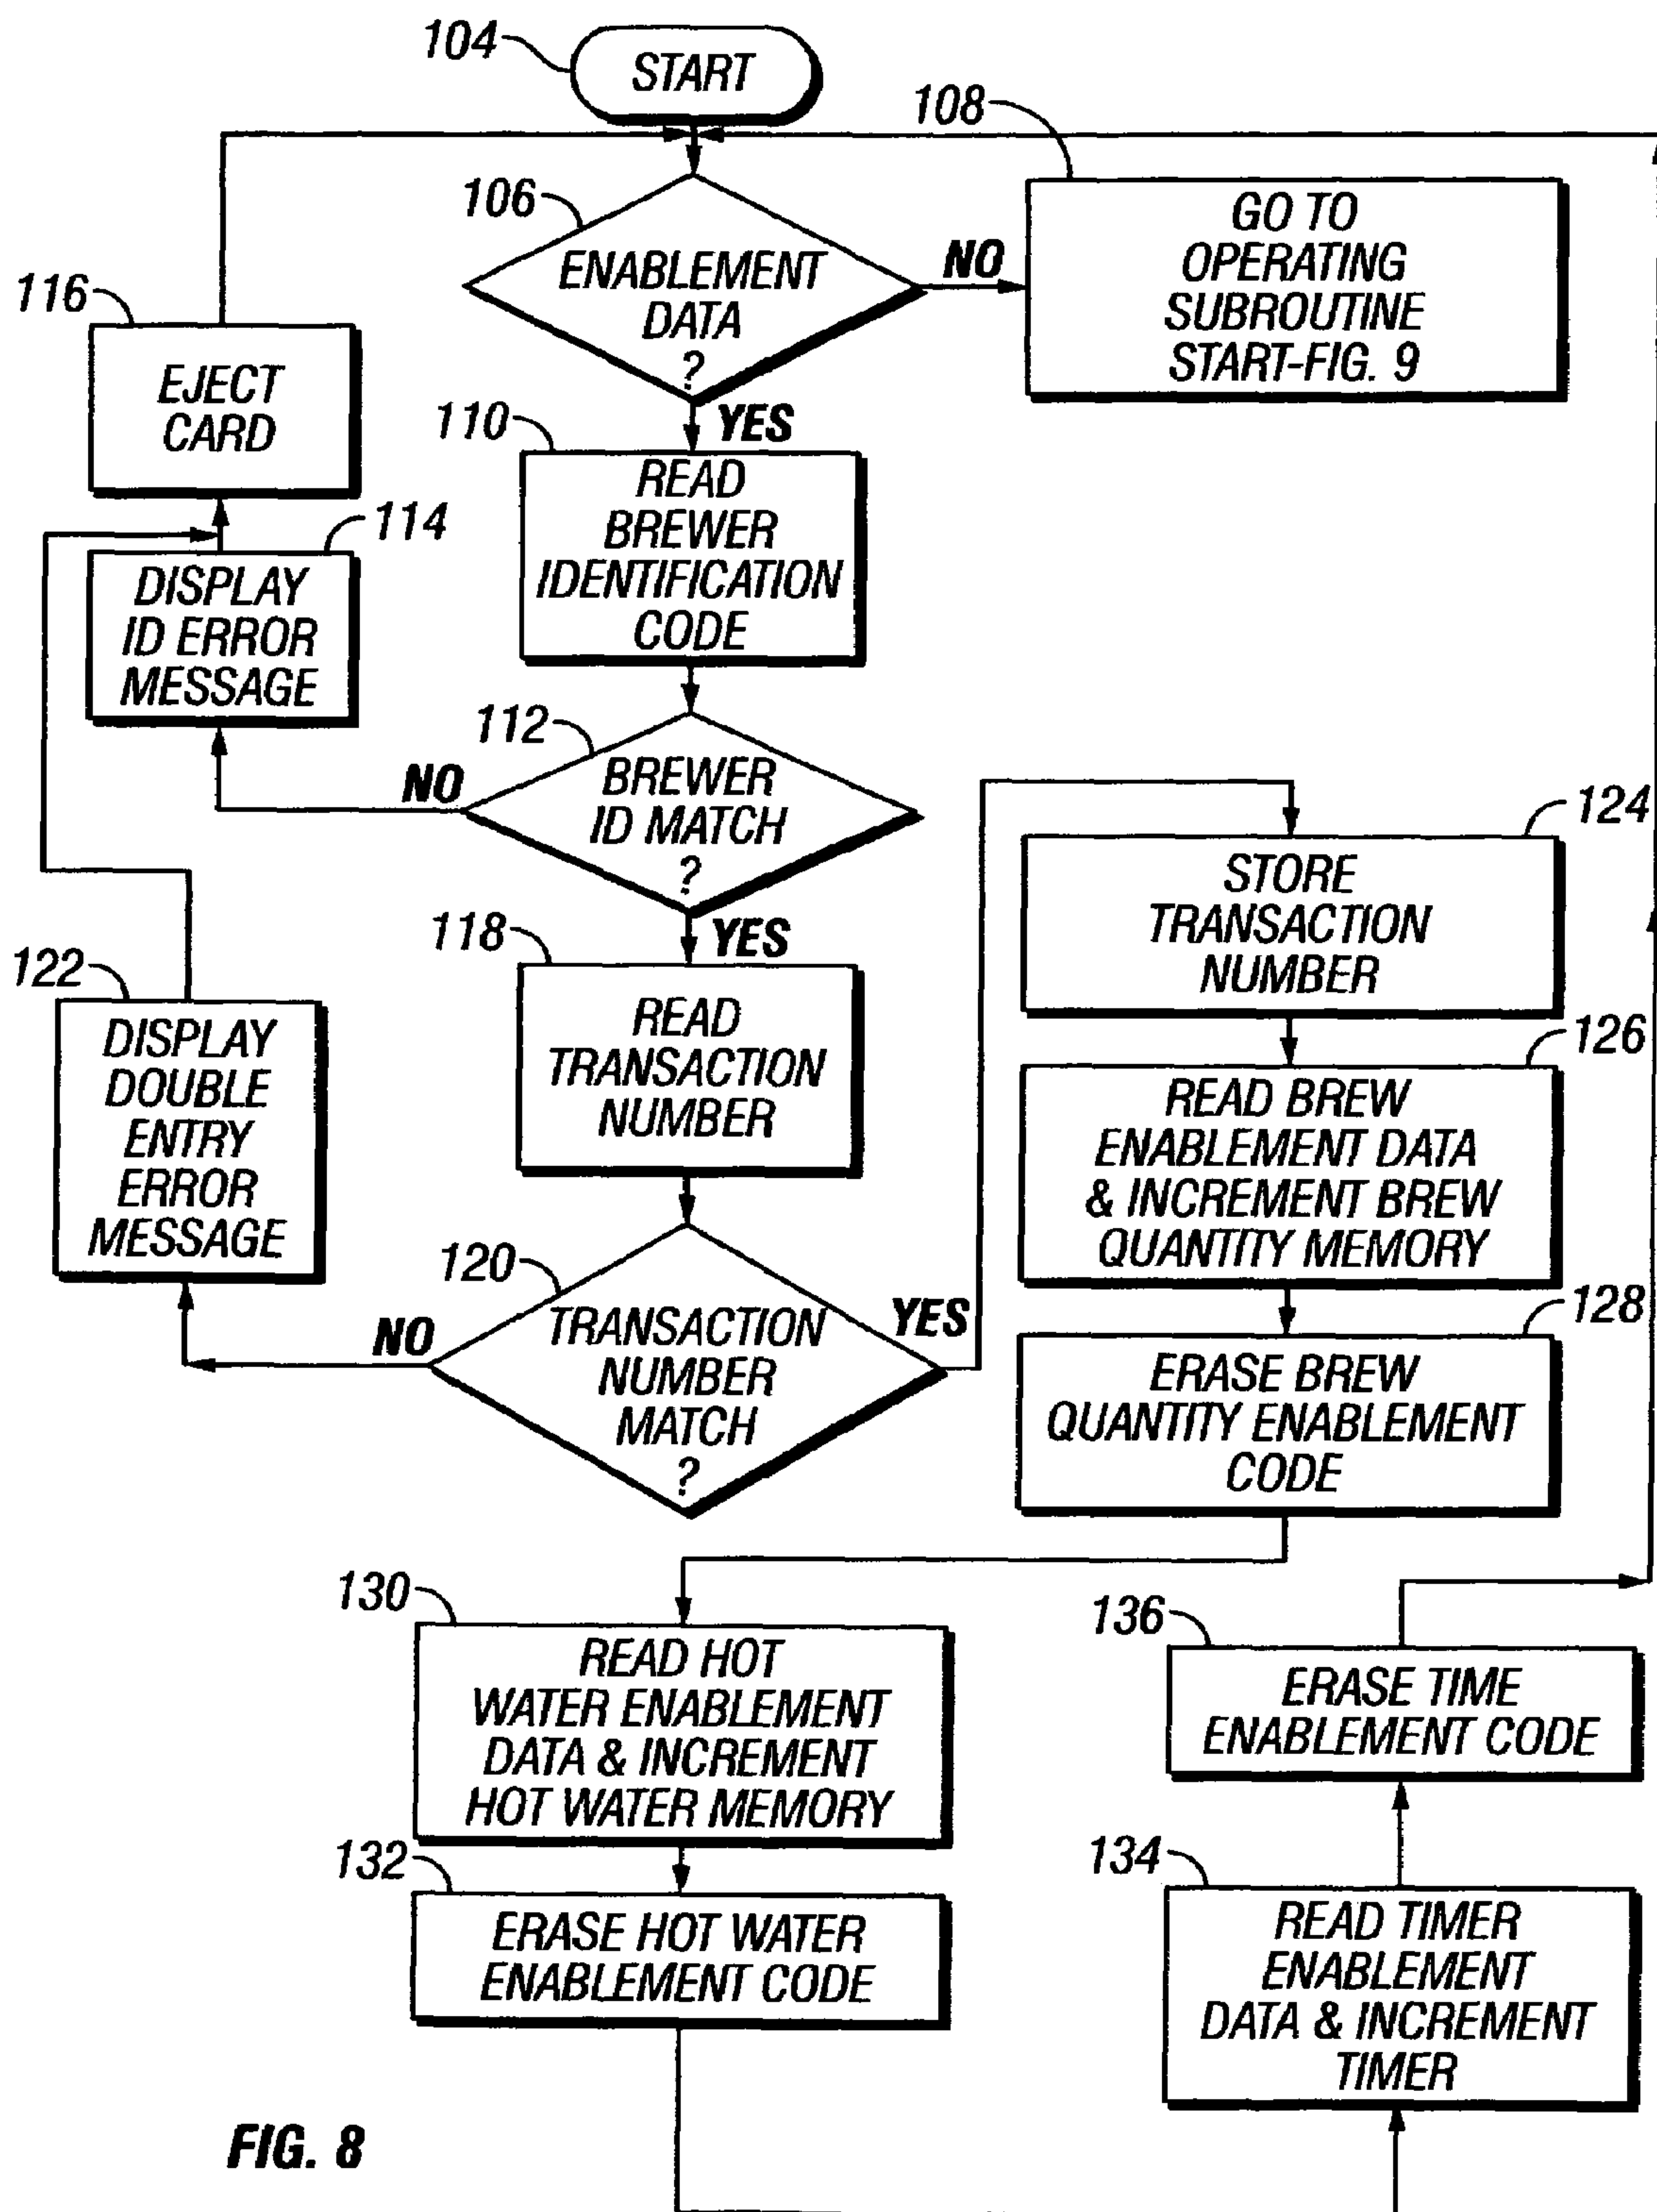 104
START
108
106
ENABLEMENT
DATA
?
NO
GO TO
OPERATING
SUBROUTINE
START-FIG. 9
116
EJECT
CARD
YES
110
READ
BREWER
IDENTIFICATION
CODE
114
DISPLAY
ID ERROR
MESSAGE
112
BREWER
ID MATCH
?
NO
YES
118
READ
TRANSACTION
NUMBER
122
DISPLAY
DOUBLE
ENTRY
ERROR
MESSAGE
120
TRANSACTION
NUMBER
MATCH
?
NO
YES
124
STORE
TRANSACTION
NUMBER
126
READ BREW
ENABLEMENT DATA
& INCREMENT BREW
QUANTITY MEMORY
128
ERASE BREW
QUANTITY ENABLEMENT
CODE
130
READ HOT
WATER ENABLEMENT
DATA & INCREMENT
HOT WATER MEMORY
132
ERASE HOT WATER
ENABLEMENT CODE
136
ERASE TIME
ENABLEMENT CODE
134
READ TIMER
ENABLEMENT
DATA & INCREMENT
TIMER
FIG. 8